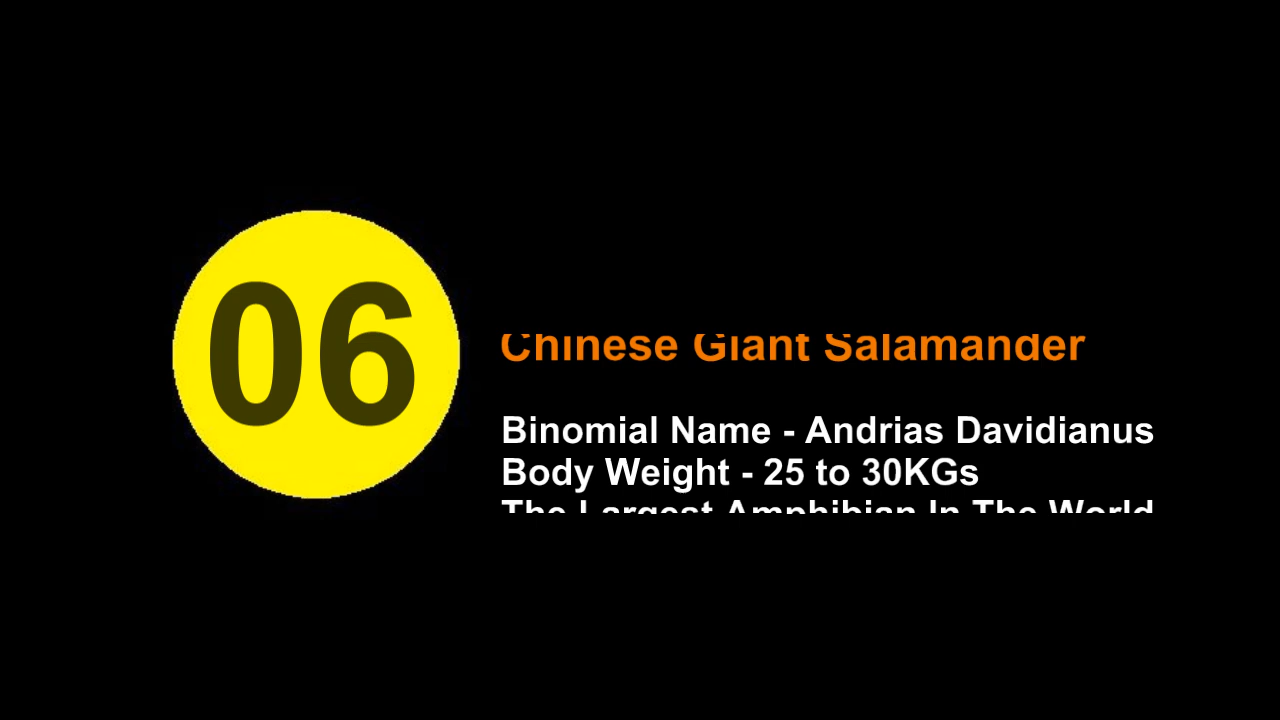 06
Chinese Giant Salamander
Binomial Name - Andrias Davidianus
Body Weight - 25 to 30KGs
The Largest Amphibian In The World